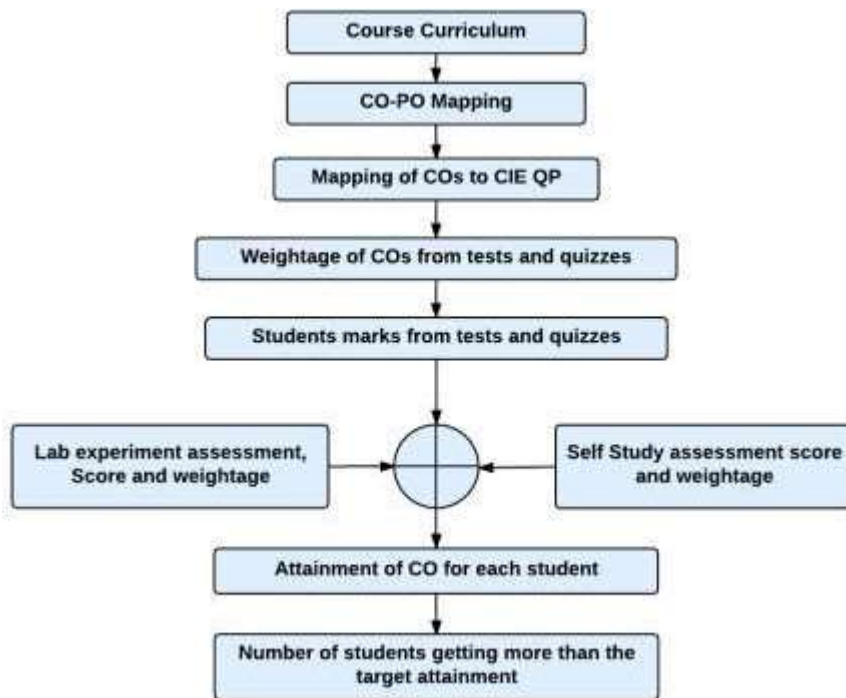 Course Curriculum
CO-PO Mapping
Mapping of COs to CIE QP
Weightage of COs from tests and quizzes
Students marks from tests and quizzes
Lab experiment assessment,
Score and weightage
Self Study assessment score
and weightage
Attainment of CO for each student
Number of students getting more than the
target attainment